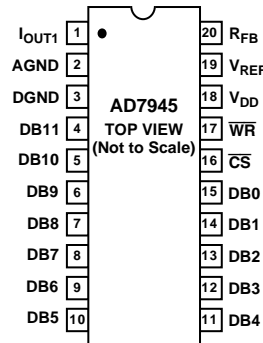 IOUT1 1 20 RFB
AGND 2 19 VREF
DGND 3 18 VDD
AD7945
DB11 4 TOP VIEW 17 WR
(Not to Scale)
DB10 5 16 CS
DB9 6 15 DB0
DB8 7 14 DB1
DB7 8 13 DB2
DB6 9 12 DB3
DB5 10 11 DB4